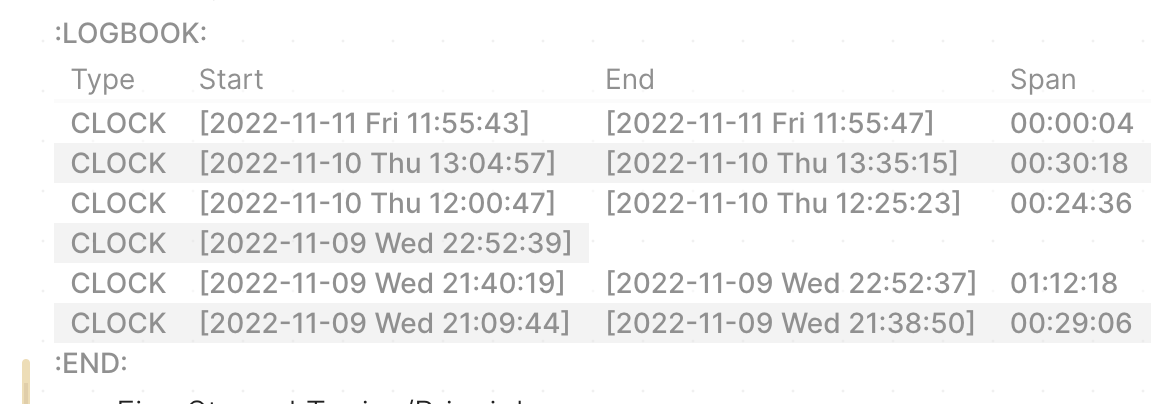 :LOGBOOK:
Type Start End Span
CLOCK [2022-11-11 Fri 11:55:43] [2022-11-11 Fri 11:55:47] 00:00:04
CLOCK [2022-11-10 Thu 13:04:57] [2022-11-10 Thu 13:35:15] 00:30:18
CLOCK [2022-11-10 Thu 12:00:47] [2022-11-10 Thu 12:25:23] 00:24:36
CLOCK [2022-11-09 Wed 22:52:39]
CLOCK [2022-11-09 Wed 21:40:19] [2022-11-09 Wed 22:52:37] 01:12:18
CLOCK [2022-11-09 Wed 21:09:44] [2022-11-09 Wed 21:38:50] 00:29:06
:END: